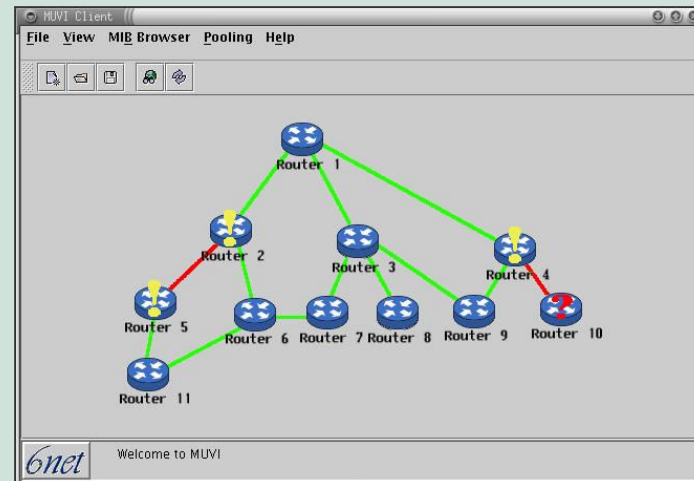 MUVI Client
File View MIB Browser Pooling Help
Router 1
Router 2
Router 3
Router 4
Router 5
Router 6
Router 7
Router 8
Router 9
Router 10
Router 11
6net
Welcome to MUVI